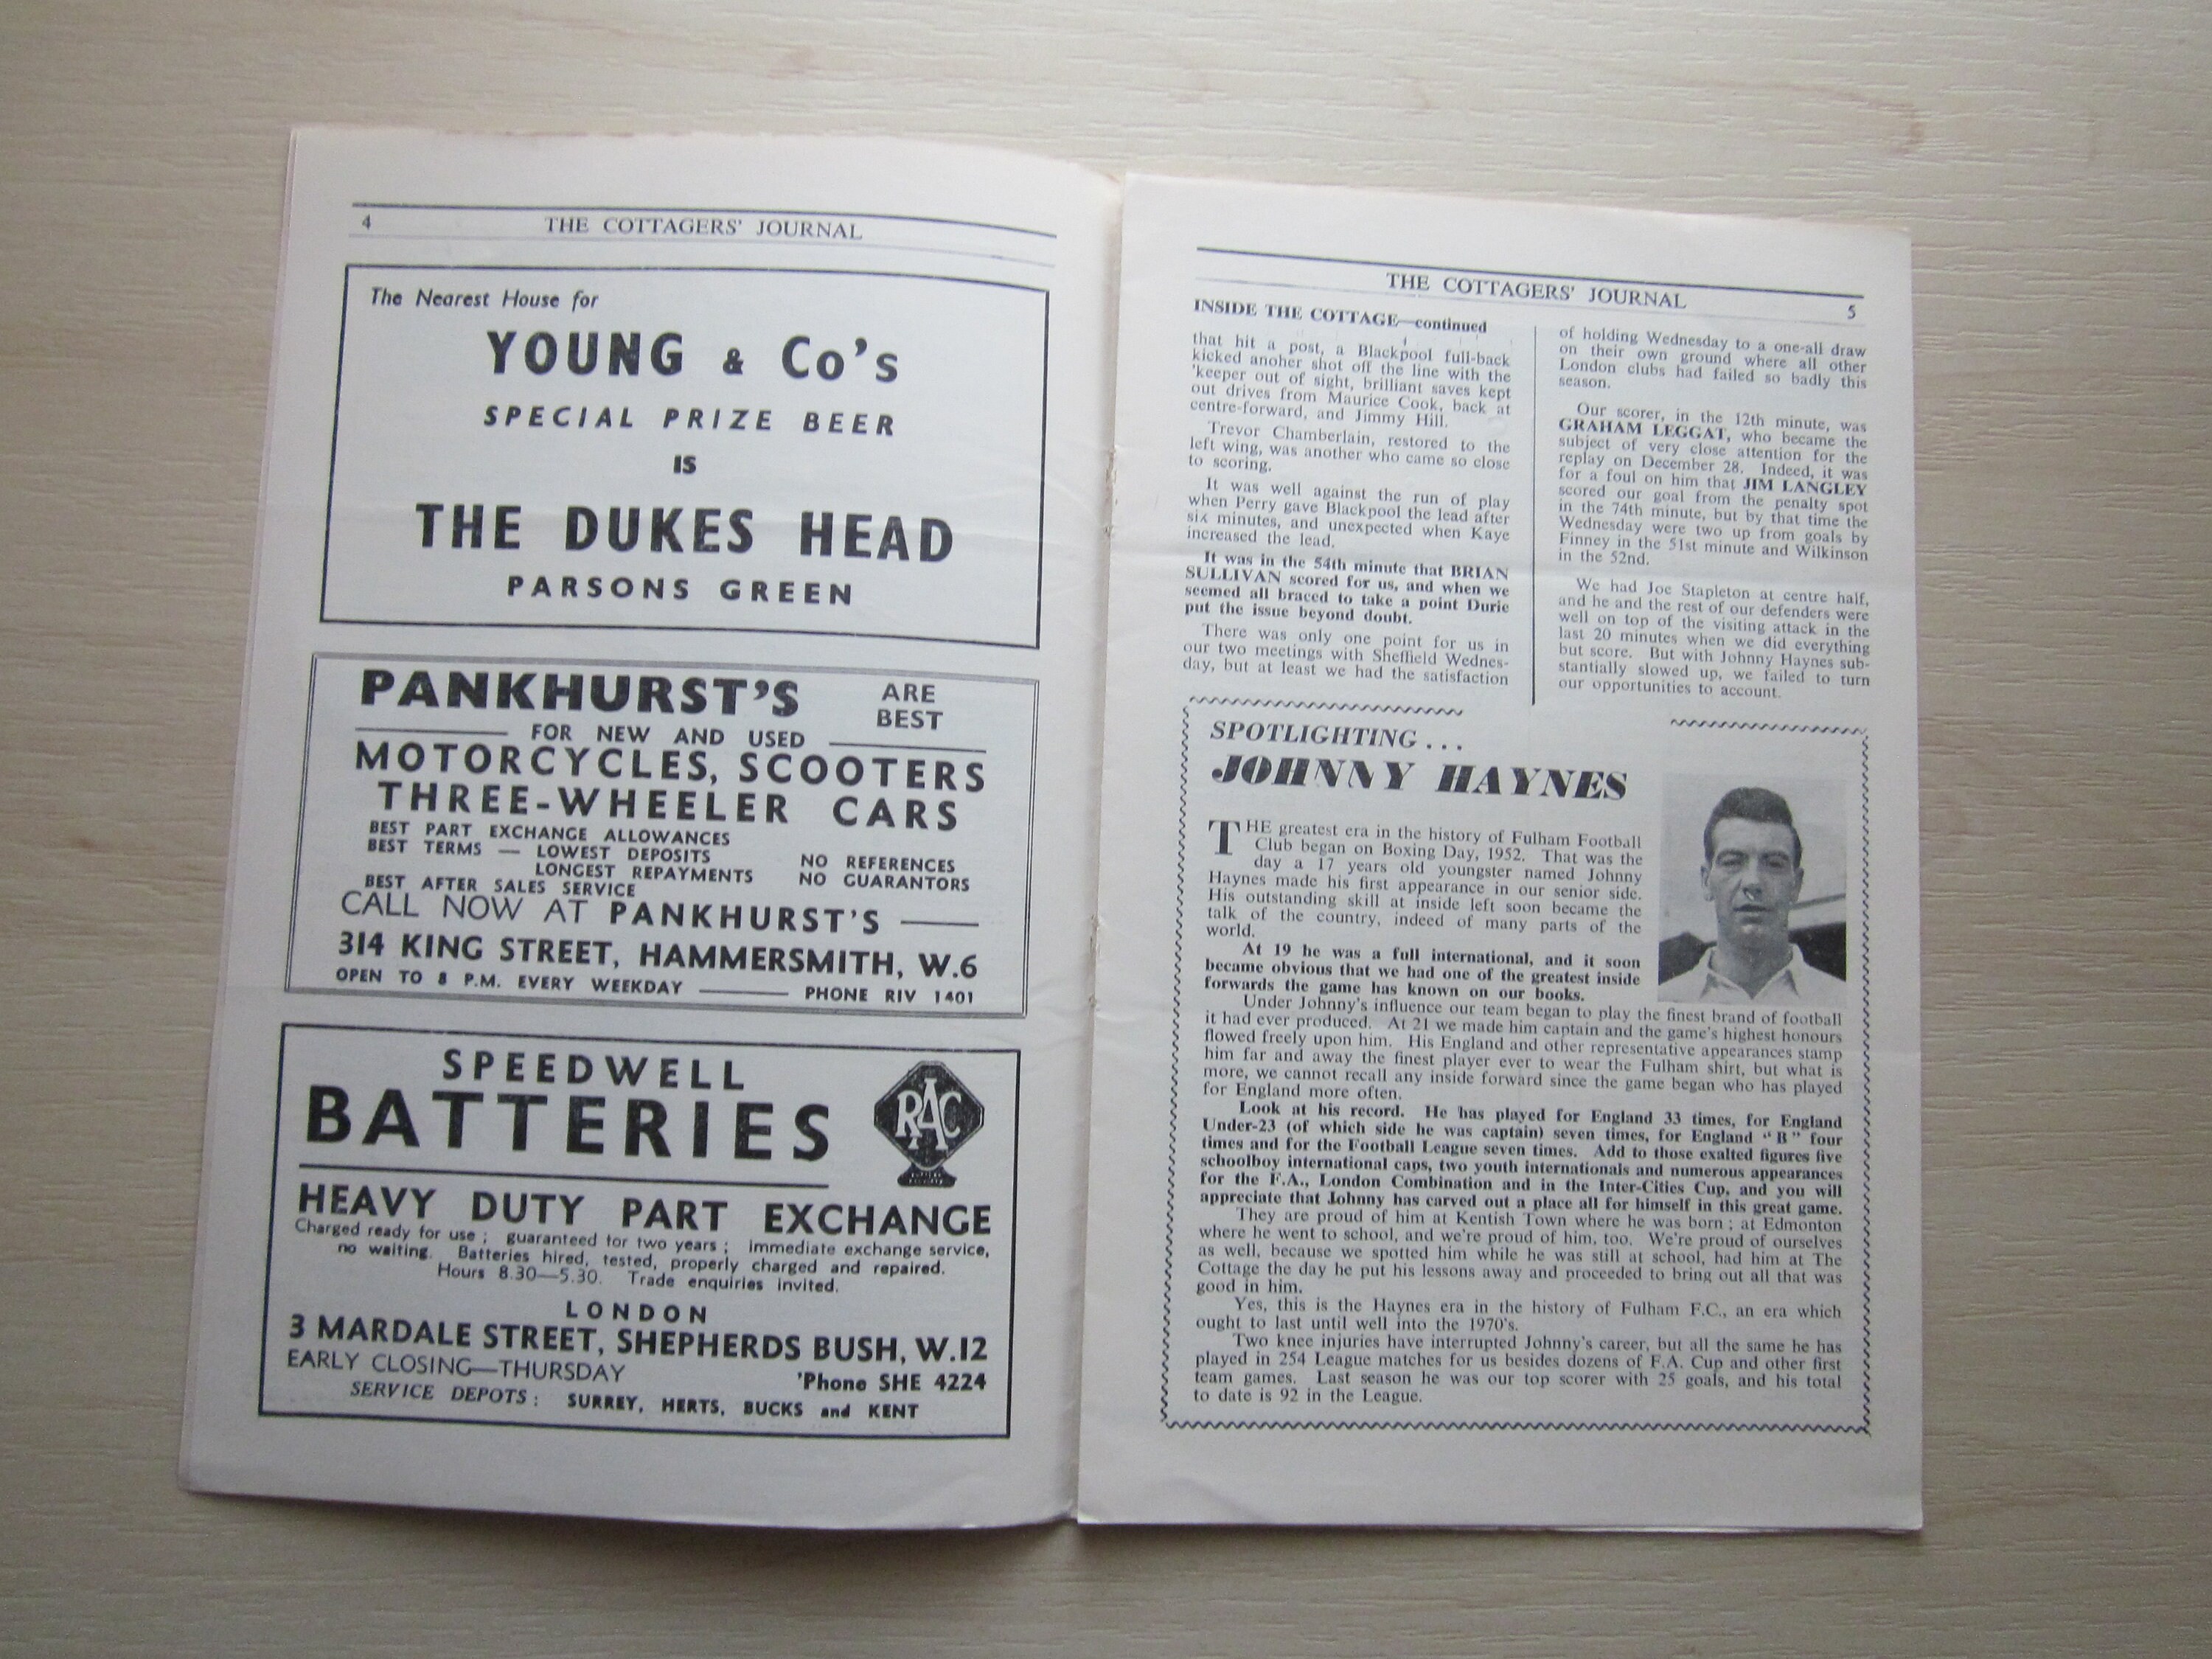 4
THE COTTAGERS' JOURNAL
The Nearest House for
YOUNG & Co's
SPECIAL PRIZE BEER
IS
THE DUKES HEAD
PARSONS GREEN
PANKHURST'S ARE
BEST
FOR NEW AND USED
MOTORCYCLES, SCOOTERS
THREE-WHEELER CARS
BEST PART EXCHANGE ALLOWANCES
BEST TERMS — LOWEST DEPOSITS NO REFERENCES
LONGEST REPAYMENTS NO GUARANTORS
BEST AFTER SALES SERVICE
CALL NOW AT PANKHURST'S —
314 KING STREET, HAMMERSMITH, W.6
OPEN TO 8 P.M. EVERY WEEKDAY — PHONE RIV 1401
SPEEDWELL
BATTERIES
RAC
HEAVY DUTY PART EXCHANGE
Charged ready for use ; guaranteed for two years ; immediate exchange service,
no waiting. Batteries hired, tested, properly charged and repaired.
Hours 8.30—5.30. Trade enquiries invited.
LONDON
3 MARDALE STREET, SHEPHERDS BUSH, W.12
EARLY CLOSING—THURSDAY 'Phone SHE 4224
SERVICE DEPOTS : SURREY, HERTS, BUCKS and KENT
THE COTTAGERS' JOURNAL
5
INSIDE THE COTTAGE—continued
that hit a post, a Blackpool full-back
kicked anoher shot off the line with the
'keeper out of sight, brilliant saves kept
out drives from Maurice Cook, back at
centre-forward, and Jimmy Hill.
Trevor Chamberlain, restored to the
left wing, was another who came so close
to scoring.
It was well against the run of play
when Perry gave Blackpool the lead after
six minutes, and unexpected when Kaye
increased the lead.
It was in the 54th minute that BRIAN
SULLIVAN scored for us, and when we
seemed all braced to take a point Durie
put the issue beyond doubt.
There was only one point for us in
our two meetings with Sheffield Wednes-
day, but at least we had the satisfaction
of holding Wednesday to a one-all draw
on their own ground where all other
London clubs had failed so badly this
season.
Our scorer, in the 12th minute, was
GRAHAM LEGGAT, who became the
subject of very close attention for the
replay on December 28. Indeed, it was
for a foul on him that JIM LANGLEY
scored our goal from the penalty spot
in the 74th minute, but by that time the
Wednesday were two up from goals by
Finney in the 51st minute and Wilkinson
in the 52nd.
We had Joe Stapleton at centre half,
and he and the rest of our defenders were
well on top of the visiting attack in the
last 20 minutes when we did everything
but score. But with Johnny Haynes sub-
stantially slowed up, we failed to turn
our opportunities to account.
SPOTLIGHTING . . .
JOHNNY HAYNES
THE greatest era in the history of Fulham Football
Club began on Boxing Day, 1952. That was the
day a 17 years old youngster named Johnny
Haynes made his first appearance in our senior side.
His outstanding skill at inside left soon became the
talk of the country, indeed of many parts of the
world.
At 19 he was a full international, and it soon
became obvious that we had one of the greatest inside
forwards the game has known on our books.
Under Johnny's influence our team began to play the finest brand of football
it had ever produced. At 21 we made him captain and the game's highest honours
flowed freely upon him. His England and other representative appearances stamp
him far and away the finest player ever to wear the Fulham shirt, but what is
more, we cannot recall any inside forward since the game began who has played
for England more often.
Look at his record. He has played for England 33 times, for England
Under-23 (of which side he was captain) seven times, for England " B " four
times and for the Football League seven times. Add to those exalted figures five
schoolboy international caps, two youth internationals and numerous appearances
for the F.A., London Combination and in the Inter-Cities Cup, and you will
appreciate that Johnny has carved out a place all for himself in this great game.
They are proud of him at Kentish Town where he was born ; at Edmonton
where he went to school, and we're proud of him, too. We're proud of ourselves
as well, because we spotted him while he was still at school, had him at The
Cottage the day he put his lessons away and proceeded to bring out all that was
good in him.
Yes, this is the Haynes era in the history of Fulham F.C., an era which
ought to last until well into the 1970's.
Two knee injuries have interrupted Johnny's career, but all the same he has
played in 254 League matches for us besides dozens of F.A. Cup and other first
team games. Last season he was our top scorer with 25 goals, and his total
to date is 92 in the League.